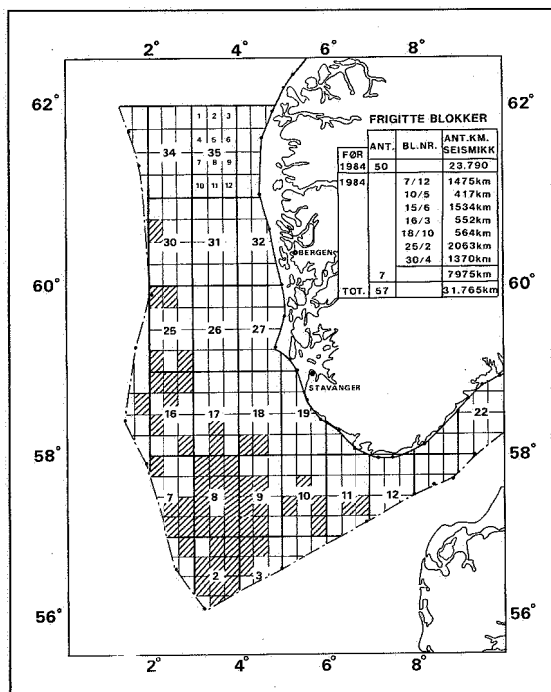 2° 4° 6° 8°
62° 62°
60° 60°
58° 58°
56° 56°
2° 4° 6° 8°
1 2 3
4 5 6
34 35
7 8 9
10 11 12
30 31 32
BERGEN
25 26 27
STAVANGER
16 17 18 19 22
7 8 9 10 11 12
2 3
FRIGITTE BLOKKER
ANT. BL.NR. ANT.KM. SEISMIKK
FØR 1984 50 23.790
1984 7/12 1475km
10/5 417km
15/6 1534km
16/3 552km
18/10 564km
25/2 2063km
30/4 1370km
7 7975km
TOT. 57 31.765km